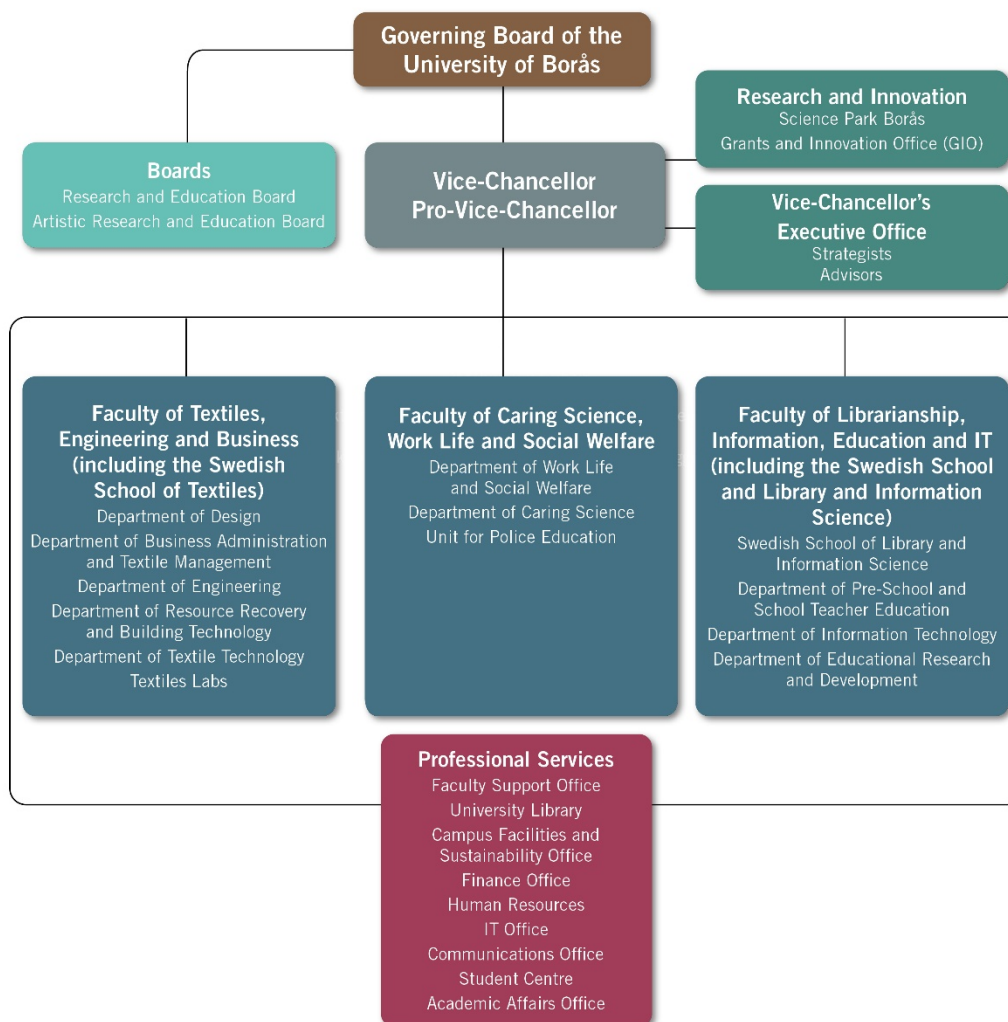 Governing Board of the
University of Borås
Research and Innovation
Science Park Borås
Grants and Innovation Office (GIO)
Boards
Research and Education Board
Artistic Research and Education Board
Vice-Chancellor
Pro-Vice-Chancellor
Vice-Chancellor's
Executive Office
Strategists
Advisors
Faculty of Textiles,
Engineering and Business
(including the Swedish
School of Textiles)
Department of Design
Department of Business Administration
and Textile Management
Department of Engineering
Department of Resource Recovery
and Building Technology
Department of Textile Technology
Textiles Labs
Faculty of Caring Science,
Work Life and Social Welfare
Department of Work Life
and Social Welfare
Department of Caring Science
Unit for Police Education
Faculty of Librarianship,
Information, Education and IT
(including the Swedish School
and Library and Information
Science)
Swedish School of Library and
Information Science
Department of Pre-School and
School Teacher Education
Department of Information Technology
Department of Educational Research
and Development
Professional Services
Faculty Support Office
University Library
Campus Facilities and
Sustainability Office
Finance Office
Human Resources
IT Office
Communications Office
Student Centre
Academic Affairs Office